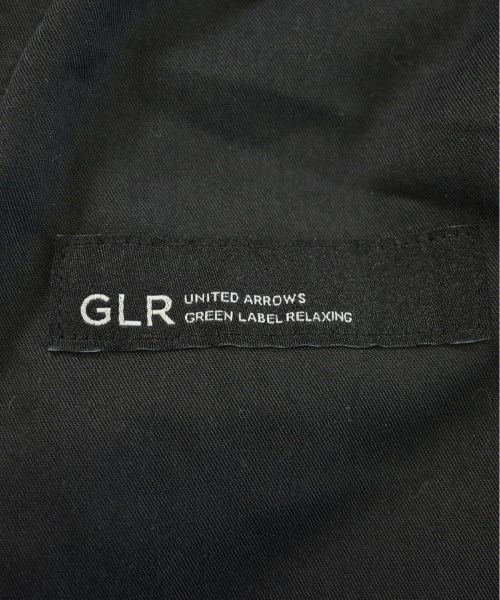 GLR
UNITED ARROWS
GREEN LABEL RELAXING